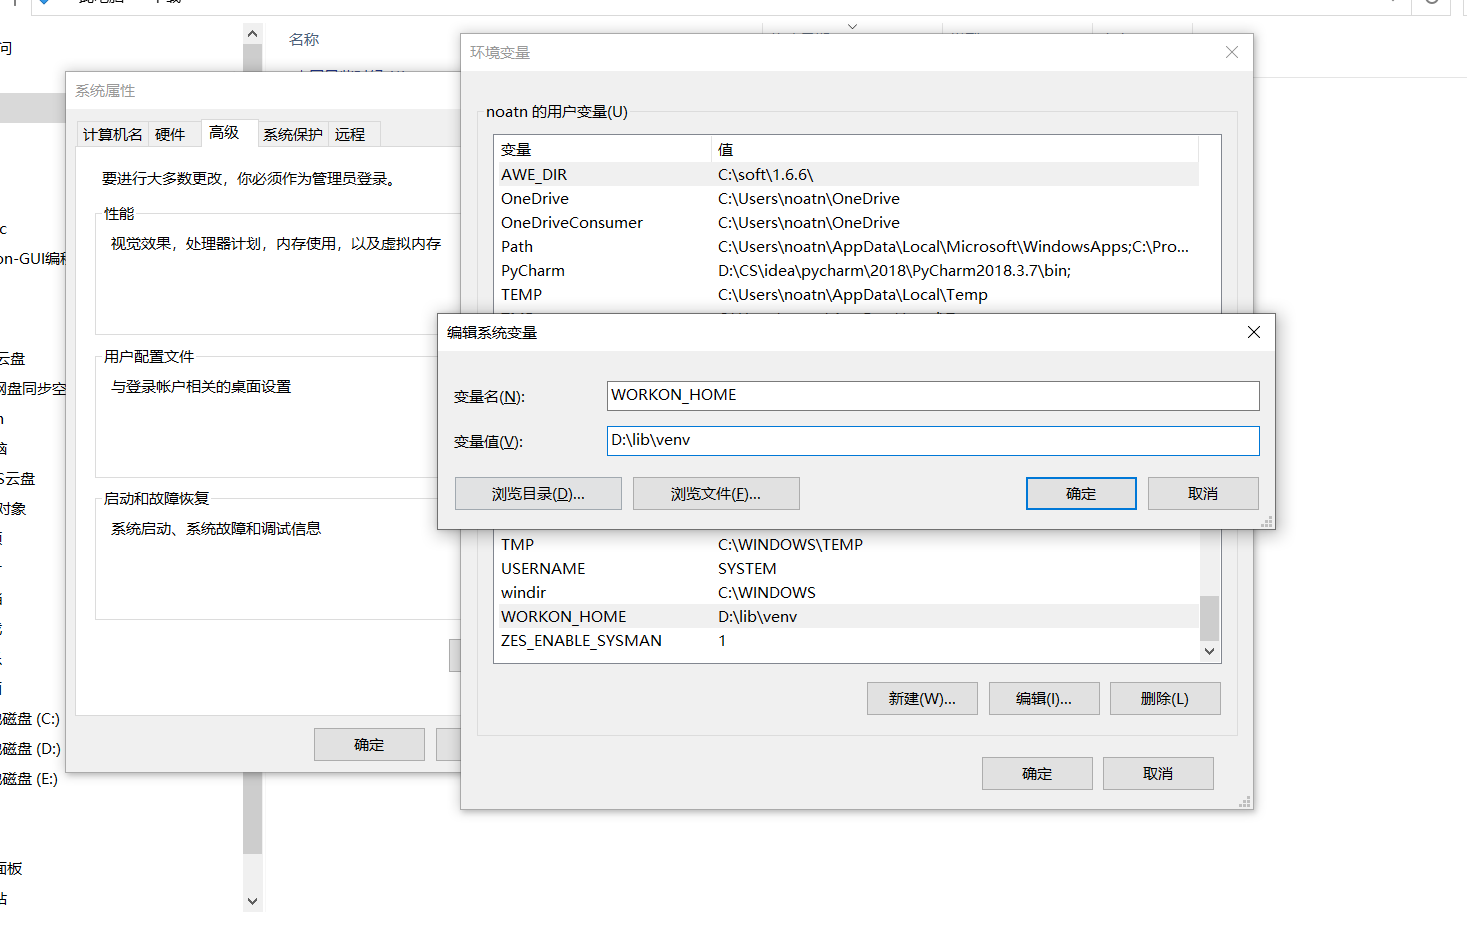 名称
问
c
on-GUI编程
云盘
网盘同步空
n
脑
S云盘
对象
磁盘 (C:)
磁盘 (D:)
磁盘 (E:)
面板
站
系统属性
计算机名
硬件
高级
系统保护
远程
要进行大多数更改，你必须作为管理员登录。
性能
视觉效果，处理器计划，内存使用，以及虚拟内存
用户配置文件
与登录帐户相关的桌面设置
启动和故障恢复
系统启动、系统故障和调试信息
确定
环境变量
noatn 的用户变量(U)
变量 值
AWE_DIR C:\soft\1.6.6\
OneDrive C:\Users\noatn\OneDrive
OneDriveConsumer C:\Users\noatn\OneDrive
Path C:\Users\noatn\AppData\Local\Microsoft\WindowsApps;C:\Pro...
PyCharm D:\CS\idea\pycharm\2018\PyCharm2018.3.7\bin;
TEMP C:\Users\noatn\AppData\Local\Temp
编辑系统变量
变量名(N): WORKON_HOME
变量值(V): D:\lib\venv
浏览目录(D)... 浏览文件(F)... 确定 取消
TMP C:\WINDOWS\TEMP
USERNAME SYSTEM
windir C:\WINDOWS
WORKON_HOME D:\lib\venv
ZES_ENABLE_SYSMAN 1
新建(W)... 编辑(I)... 删除(L)
确定 取消